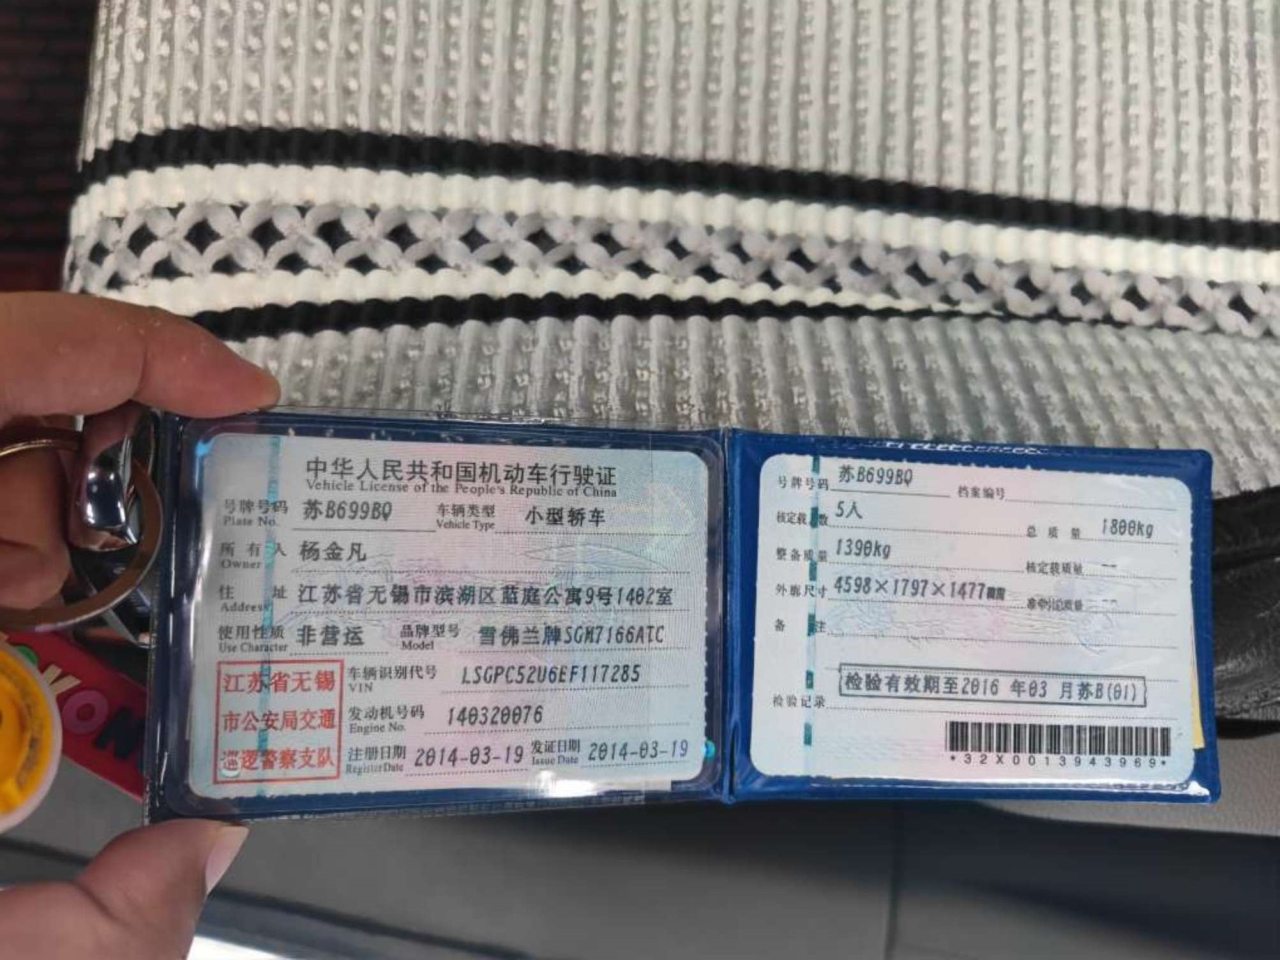 中华人民共和国机动车行驶证
Vehicle License of the People's Republic of China
号牌号码 苏B699BQ 车辆类型 小型轿车
Plate No. Vehicle Type
所有人 杨金凡
Owner
住址 江苏省无锡市滨湖区蓝庭公寓9号1402室
Address
使用性质 非营运 品牌型号 雪佛兰牌SGM7166ATC
Use Character Model
江苏省无锡
市公安局交通
巡逻警察支队
车辆识别代号 LSGPC52U6EF117285
VIN
发动机号码 140320076
Engine No.
注册日期 2014-03-19 发证日期 2014-03-19
Register Date Issue Date
号牌号码 苏B699BQ 档案编号
核定载人数 5人 总质量 1800kg
整备质量 1390kg 核定载质量 --
外廓尺寸 4598×1797×1477 --
备注
检验记录 检验有效期至2016 年03 月苏B(01)
*32X0013943969*